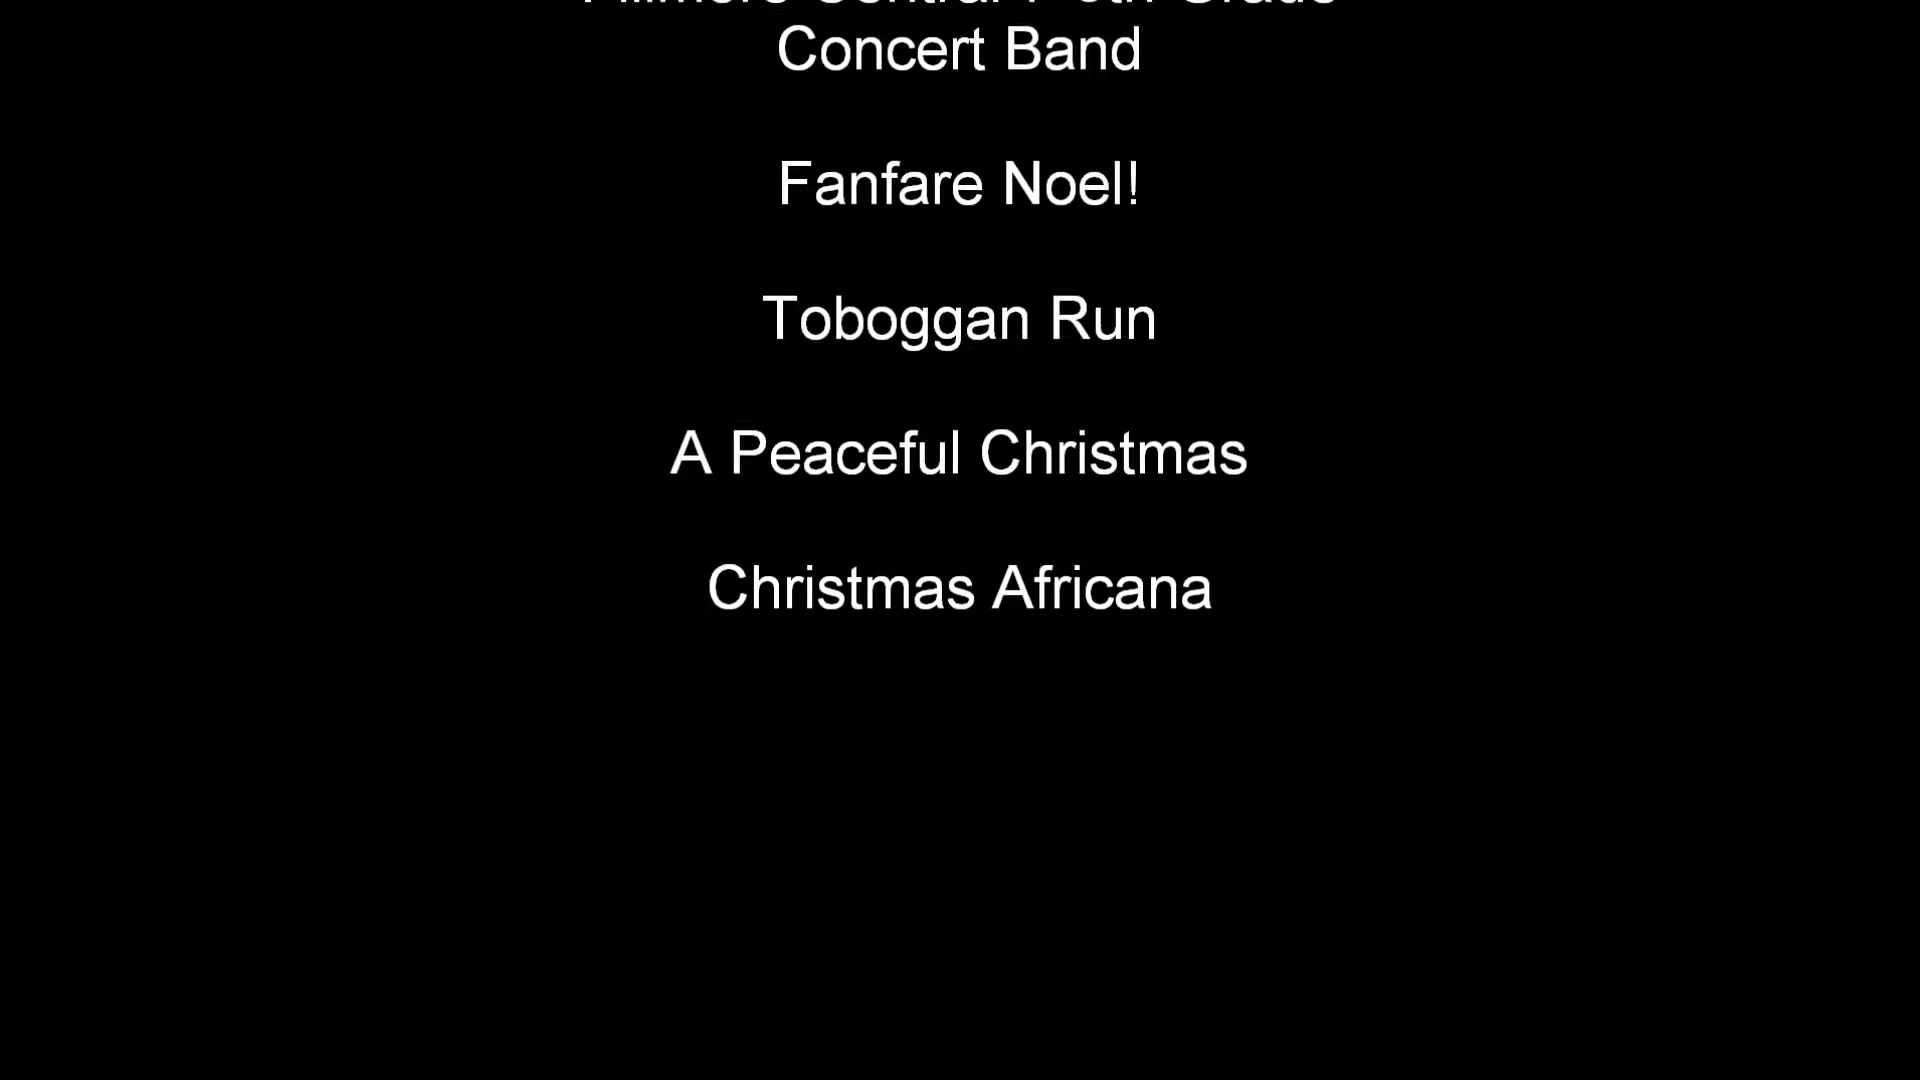 Concert Band
Fanfare Noel!
Toboggan Run
A Peaceful Christmas
Christmas Africana